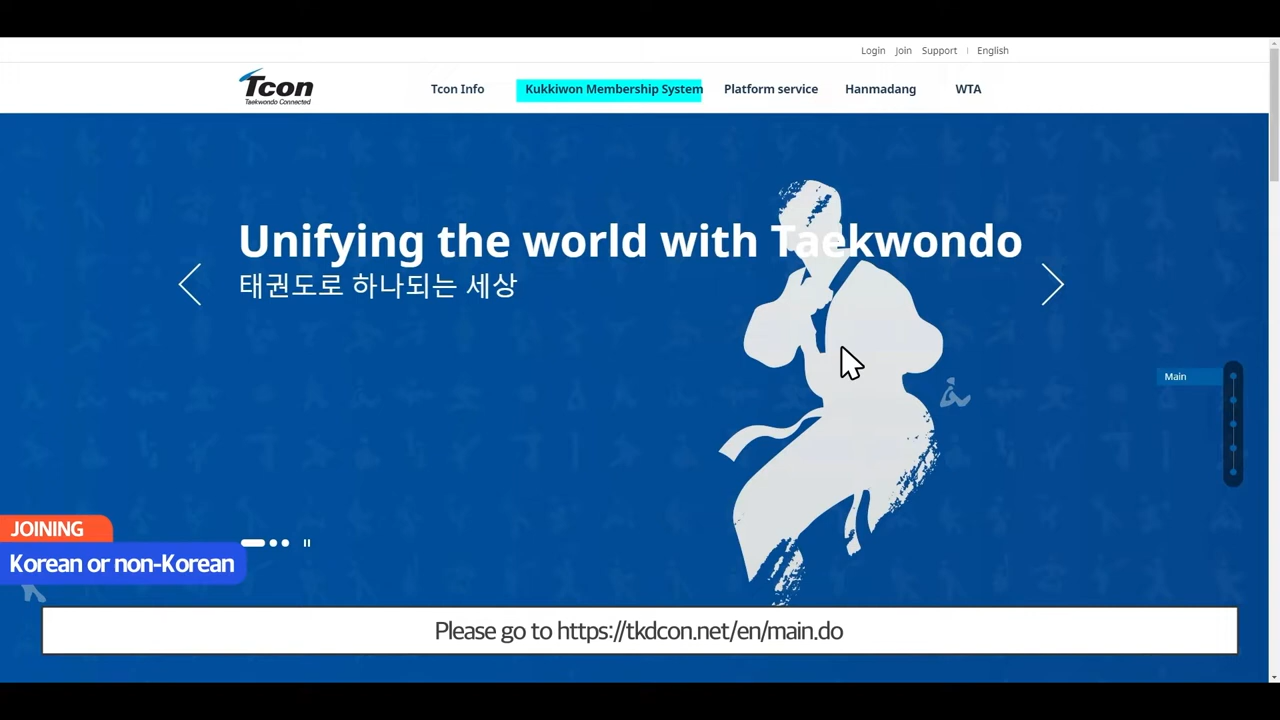 Login Join Support | English
Tcon
Taekwondo Connected
Tcon Info Kukkiwon Membership System Platform service Hanmadang WTA
Unifying the world with Taekwondo
태권도로 하나되는 세상
Main
JOINING
Korean or non-Korean
Please go to https://tkdcon.net/en/main.do